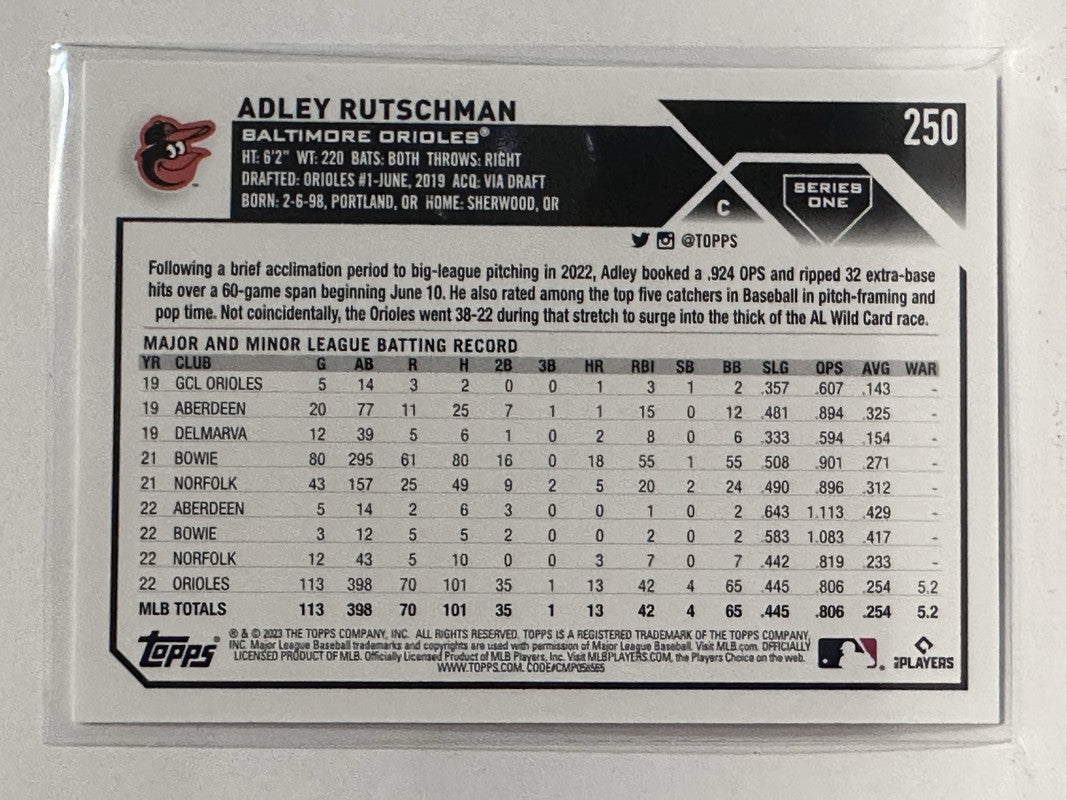 ADLEY RUTSCHMAN
250
BALTIMORE ORIOLES®
HT: 6'2" WT: 220 BATS: BOTH THROWS: RIGHT
DRAFTED: ORIOLES #1-JUNE, 2019 ACQ: VIA DRAFT
BORN: 2-6-98, PORTLAND, OR HOME: SHERWOOD, OR
C
SERIES
ONE
@TOPPS
Following a brief acclimation period to big-league pitching in 2022, Adley booked a .924 OPS and ripped 32 extra-base
hits over a 60-game span beginning June 10. He also rated among the top five catchers in Baseball in pitch-framing and
pop time. Not coincidentally, the Orioles went 38-22 during that stretch to surge into the thick of the AL Wild Card race.
MAJOR AND MINOR LEAGUE BATTING RECORD
YR CLUB G AB R H 2B 3B HR RBI SB BB SLG OPS AVG WAR
19 GCL ORIOLES 5 14 3 2 0 0 1 3 1 2 .357 .607 .143 -
19 ABERDEEN 20 77 11 25 7 1 1 15 0 12 .481 .894 .325 -
19 DELMARVA 12 39 5 6 1 0 2 8 0 6 .333 .594 .154 -
21 BOWIE 80 295 61 80 16 0 18 55 1 55 .508 .901 .271 -
21 NORFOLK 43 157 25 49 9 2 5 20 2 24 .490 .896 .312 -
22 ABERDEEN 5 14 2 6 3 0 0 1 0 2 .643 1.113 .429 -
22 BOWIE 3 12 5 5 2 0 0 2 0 2 .583 1.083 .417 -
22 NORFOLK 12 43 5 10 0 0 3 7 0 7 .442 .819 .233 -
22 ORIOLES 113 398 70 101 35 1 13 42 4 65 .445 .806 .254 5.2
MLB TOTALS 113 398 70 101 35 1 13 42 4 65 .445 .806 .254 5.2
Topps®
® & © 2023 THE TOPPS COMPANY, INC. ALL RIGHTS RESERVED. TOPPS IS A REGISTERED TRADEMARK OF THE TOPPS COMPANY,
INC. Major League Baseball trademarks and copyrights are used with permission of Major League Baseball. Visit MLB.com. OFFICIALLY
LICENSED PRODUCT OF MLB. Officially Licensed Product of MLB Players, Inc. Visit MLBPLAYERS.COM, the Players Choice on the web.
WWW.TOPPS.COM. CODE#CMP058565
MLB PLAYERS